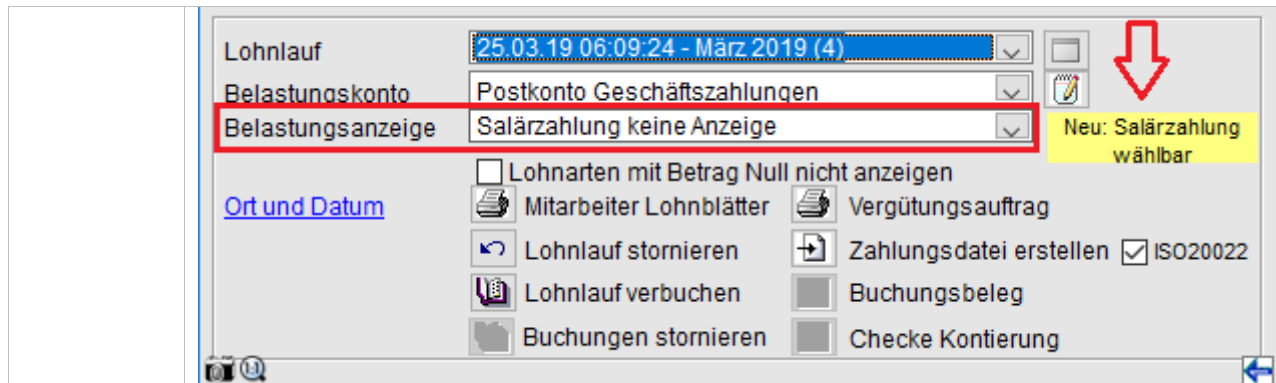 Lohnlauf 25.03.19 06:09:24 - März 2019 (4)
Belastungskonto Postkonto Geschäftszahlungen
Belastungsanzeige Salärzahlung keine Anzeige
Neu: Salärzahlung
wählbar
Lohnarten mit Betrag Null nicht anzeigen
Ort und Datum Mitarbeiter Lohnblätter Vergütungsauftrag
Lohnlauf stornieren Zahlungsdatei erstellen ISO20022
Lohnlauf verbuchen Buchungsbeleg
Buchungen stornieren Checke Kontierung